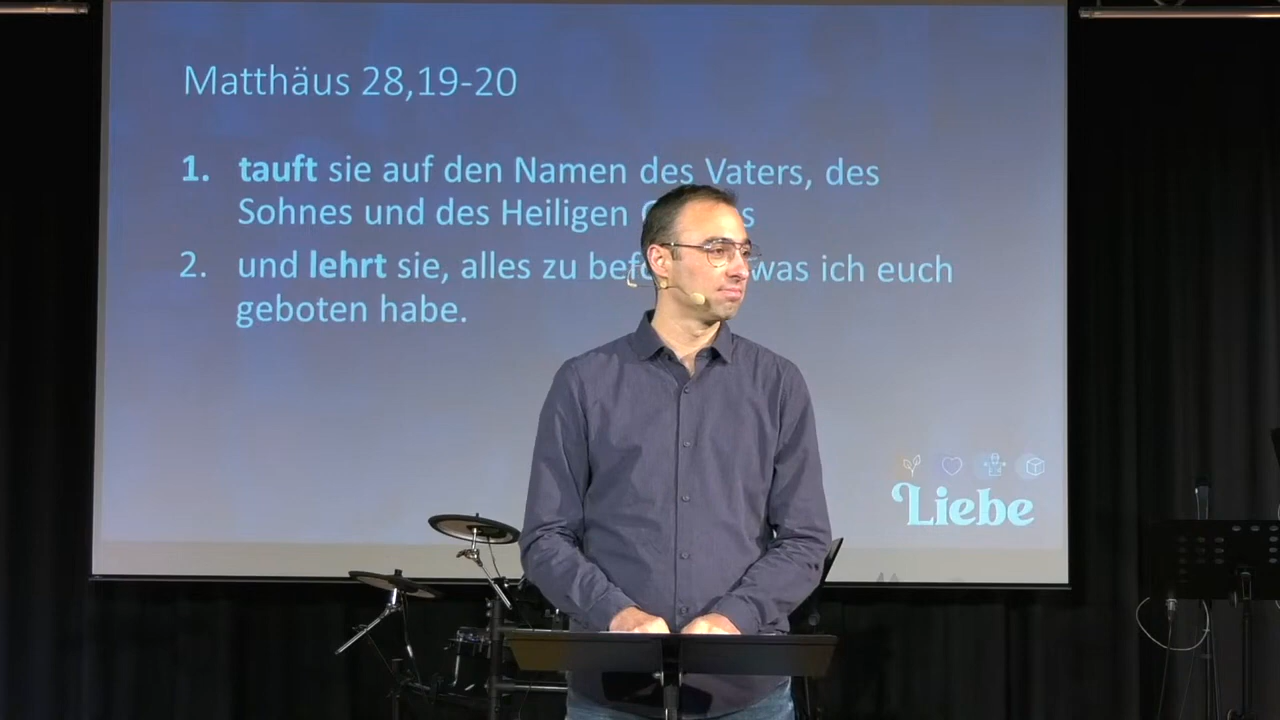 Matthäus 28,19-20
1. tauft sie auf den Namen des Vaters, des
Sohnes und des Heiligen
2. und lehrt sie, alles zu was ich euch
geboten habe.
Liebe